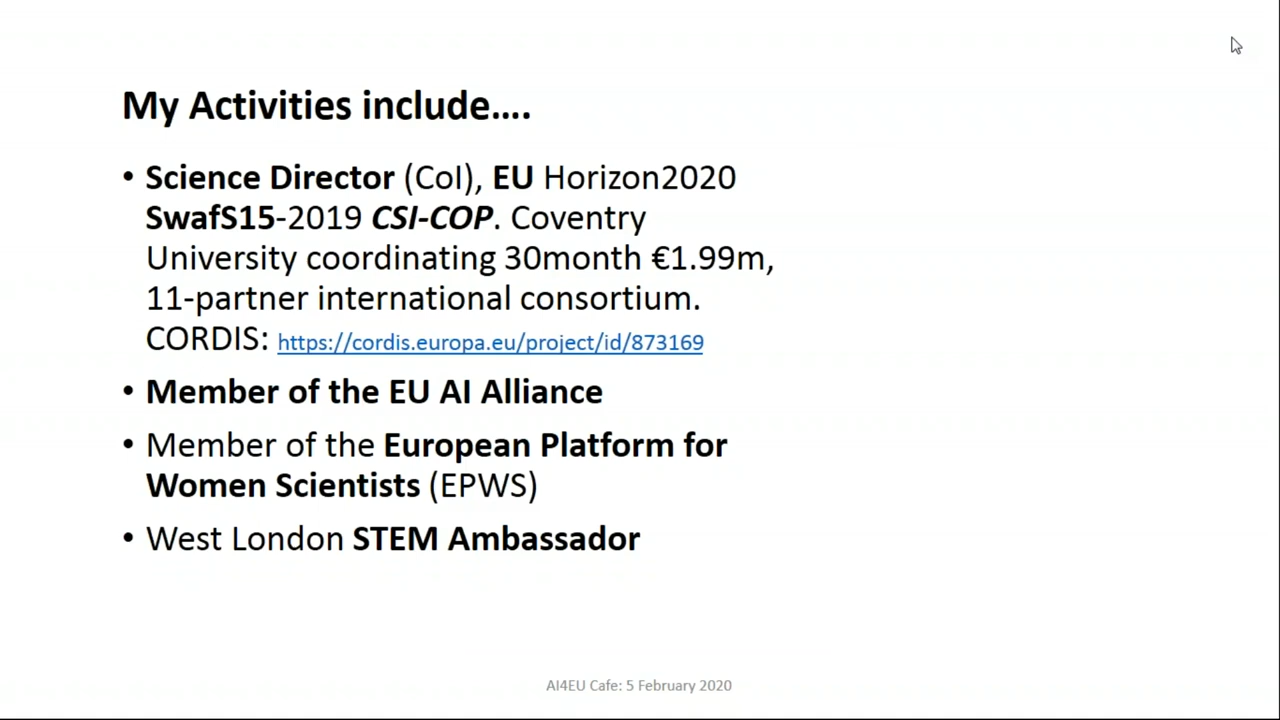 My Activities include....
• Science Director (CoI), EU Horizon2020
SwafS15-2019 CSI-COP. Coventry
University coordinating 30month €1.99m,
11-partner international consortium.
CORDIS: https://cordis.europa.eu/project/id/873169
• Member of the EU AI Alliance
• Member of the European Platform for
Women Scientists (EPWS)
• West London STEM Ambassador
AI4EU Cafe: 5 February 2020